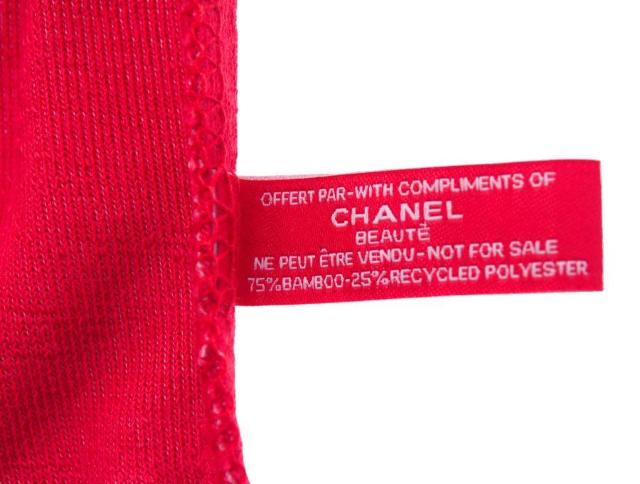 OFFERT PAR-WITH COMPLIMENTS OF
CHANEL
BEAUTÉ
NE PEUT ÊTRE VENDU-NOT FOR SALE
75%BAMBOO-25%RECYCLED POLYESTER